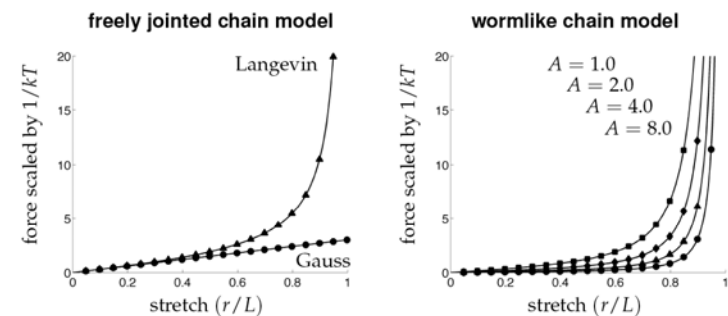 freely jointed chain model
force scaled by 1/kT
20
15
10
5
0
0
0.2
0.4
0.6
0.8
1
Langevin
Gauss
stretch (r/L)
wormlike chain model
force scaled by 1/kT
20
15
10
5
0
0
0.2
0.4
0.6
0.8
1
A = 1.0
A = 2.0
A = 4.0
A = 8.0
stretch (r/L)